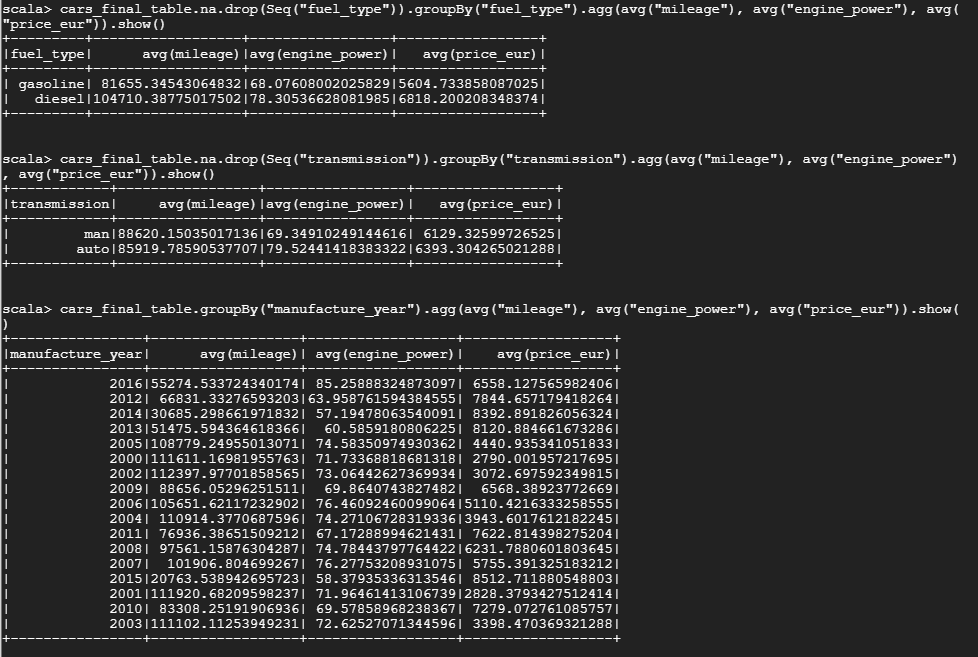 scala> cars_final_table.na.drop(Seq("fuel_type")).groupBy("fuel_type").agg(avg("mileage"), avg("engine_power"), avg(
"price_eur")).show()
+---------+------------------+-----------------+-----------------+
|fuel_type|      avg(mileage)|avg(engine_power)|   avg(price_eur)|
+---------+------------------+-----------------+-----------------+
| gasoline| 81655.34543064832|68.07608002025829|5604.733858087025|
|   diesel|104710.38775017502|78.30536628081985|6818.200208348374|
+---------+------------------+-----------------+-----------------+
scala> cars_final_table.na.drop(Seq("transmission")).groupBy("transmission").agg(avg("mileage"), avg("engine_power")
, avg("price_eur")).show()
+------------+-----------------+-----------------+-----------------+
|transmission|     avg(mileage)|avg(engine_power)|   avg(price_eur)|
+------------+-----------------+-----------------+-----------------+
|         man|88620.15035017136|69.34910249144616| 6129.32599726525|
|        auto|85919.78590537707|79.52441418383322|6393.304265021288|
+------------+-----------------+-----------------+-----------------+
scala> cars_final_table.groupBy("manufacture_year").agg(avg("mileage"), avg("engine_power"), avg("price_eur")).show(
)
+----------------+------------------+------------------+------------------+
|manufacture_year|      avg(mileage)| avg(engine_power)|    avg(price_eur)|
+----------------+------------------+------------------+------------------+
|            2016|55274.533724340174| 85.25888324873097| 6558.127565982406|
|            2012| 66831.33276593203|63.958761594384555| 7844.657179418264|
|            2014|30685.298661971832| 57.19478063540091| 8392.891826056324|
|            2013|51475.594364618366|  60.5859180806225| 8120.884661673286|
|            2005|108779.24955013071| 74.58350974930362| 4440.935341051833|
|            2000|111611.16981955763| 71.73368818681318| 2790.001957217695|
|            2002|112397.97701858565| 73.06442627369934| 3072.697592349815|
|            2009| 88656.05296251511|  69.8640743827482|  6568.38923772669|
|            2006|105651.62117232902| 76.46092460099064|5110.4216333258555|
|            2004| 110914.3770687596| 74.27106728319336|3943.6017612182245|
|            2011| 76936.38651509212| 67.17288994621431| 7622.814398275204|
|            2008| 97561.15876304287| 74.78443797764422|6231.7880601803645|
|            2007|  101906.804699267| 76.27753208931075| 5755.391325183212|
|            2015|20763.538942695723| 58.37935336313546| 8512.711880548803|
|            2001|111920.68209598237| 71.96461413106739|2828.3793427512414|
|            2010| 83308.25191906936| 69.57858968238367| 7279.072761085757|
|            2003|111102.11253949231| 72.62527071344596| 3398.470369321288|
+----------------+------------------+------------------+------------------+